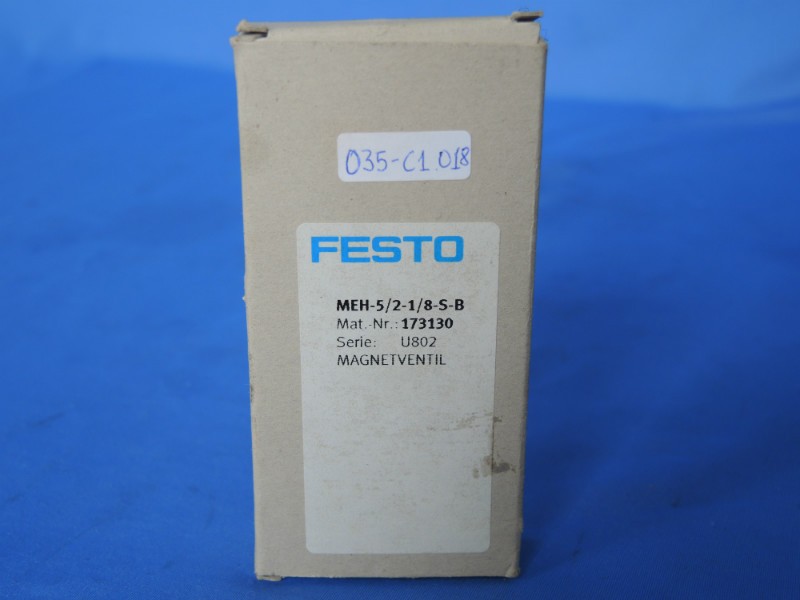 035-C1.018
FESTO
MEH-5/2-1/8-S-B
Mat.-Nr.: 173130
Serie: U802
MAGNETVENTIL